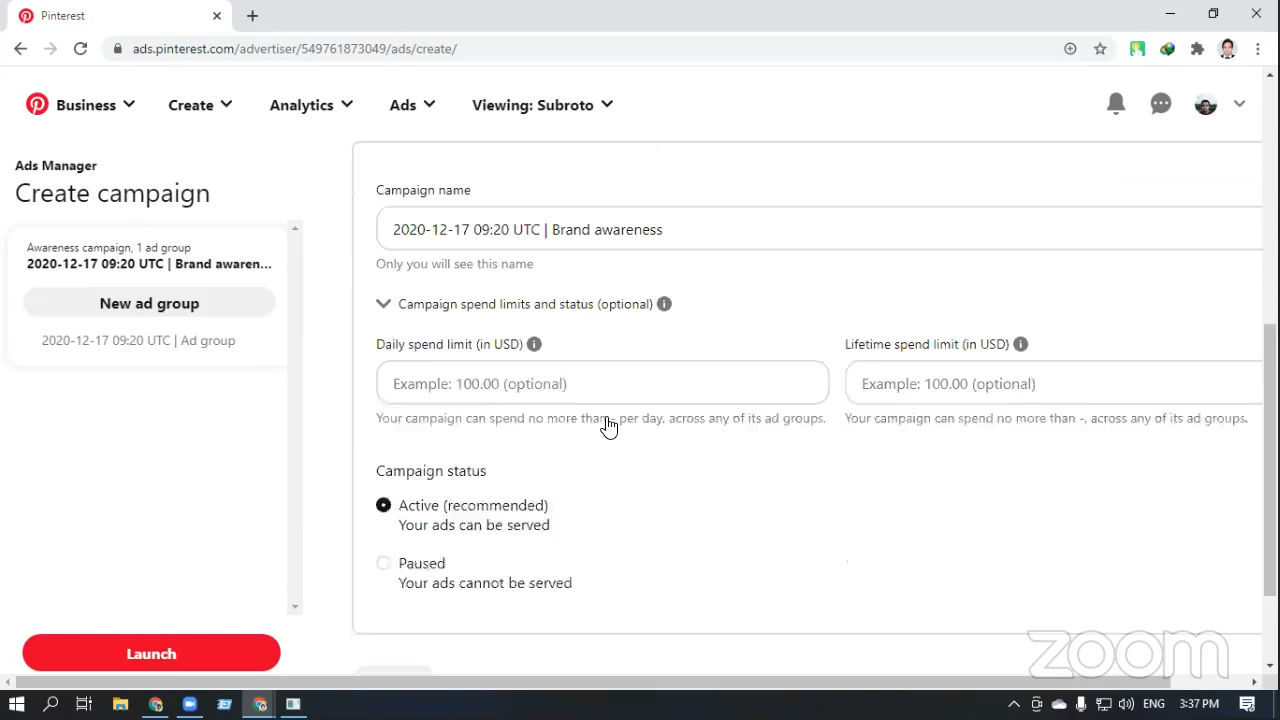 Pinterest
ads.pinterest.com/advertiser/549761873049/ads/create/
Business
Create
Analytics
Ads
Viewing: Subroto
Ads Manager
Create campaign
Awareness campaign, 1 ad group
2020-12-17 09:20 UTC | Brand awaren...
New ad group
2020-12-17 09:20 UTC | Ad group
Launch
Campaign name
2020-12-17 09:20 UTC | Brand awareness
Only you will see this name
Campaign spend limits and status (optional)
Daily spend limit (in USD)
Lifetime spend limit (in USD)
Example: 100.00 (optional)
Example: 100.00 (optional)
Your campaign can spend no more than - per day, across any of its ad groups.
Your campaign can spend no more than -, across any of its ad groups.
Campaign status
Active (recommended)
Your ads can be served
Paused
Your ads cannot be served
zoom
ENG
3:37 PM